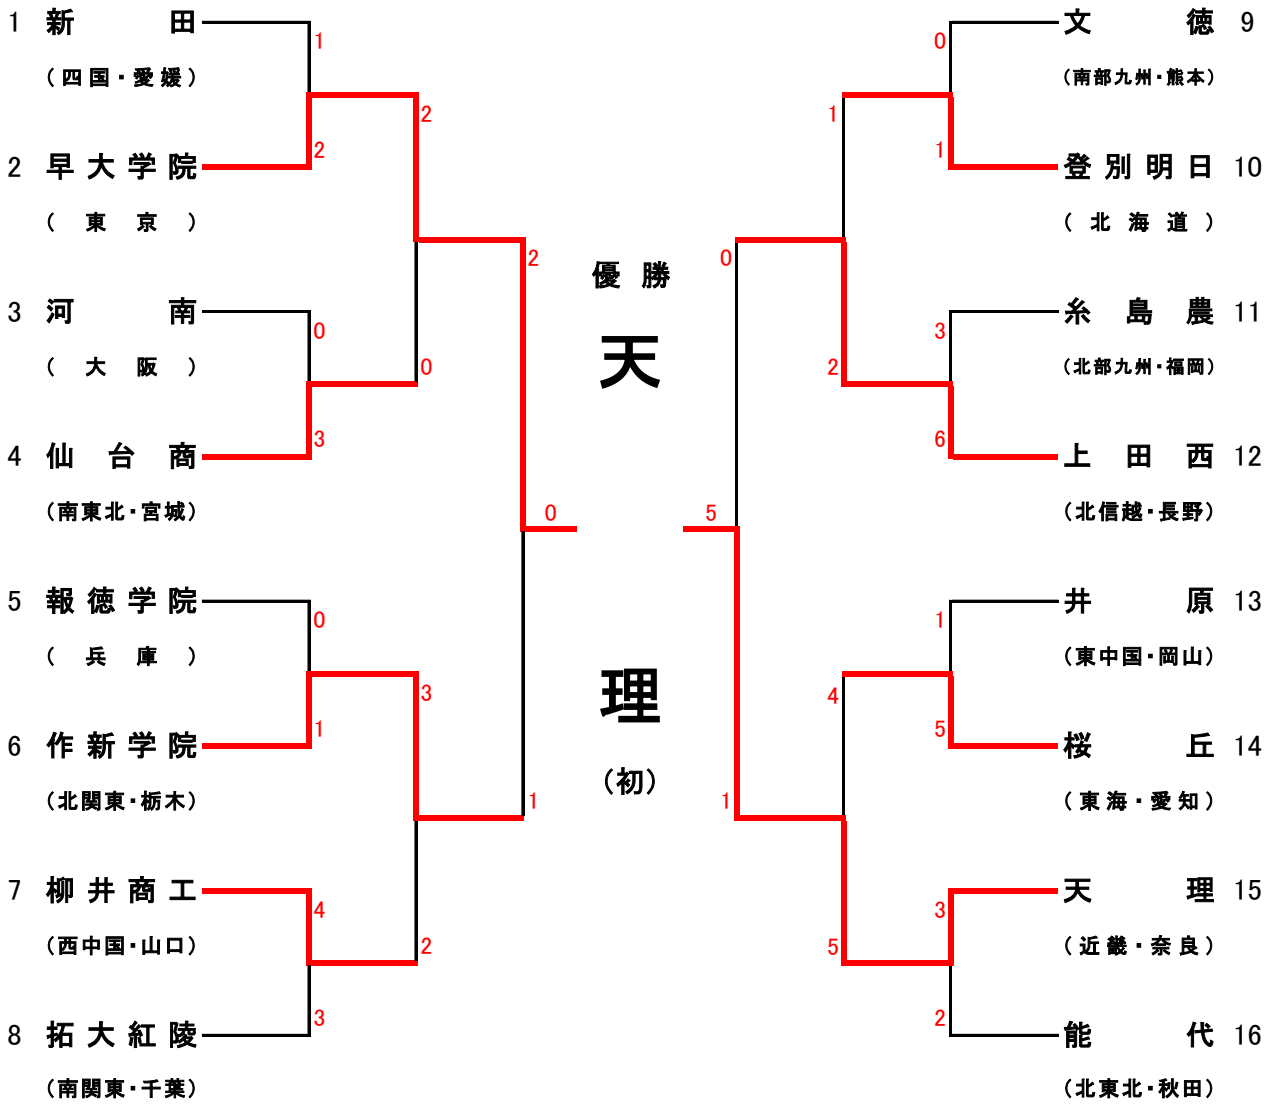 1 新田
(四国・愛媛)
1
2
2 早大学院
(東京)
2
3 河南
(大阪)
0
0
3
4 仙台商
(南東北・宮城)
2
0
5 報徳学院
(兵庫)
0
3
1
6 作新学院
(北関東・栃木)
1
7 柳井商工
(西中国・山口)
4
2
3
8 拓大紅陵
(南関東・千葉)
優勝
天
理
(初)
文徳 9
(南部九州・熊本)
0
1
1
登別明日 10
(北海道)
0
糸島農 11
(北部九州・福岡)
3
2
6
上田西 12
(北信越・長野)
5
井原 13
(東中国・岡山)
1
4
5
桜丘 14
(東海・愛知)
1
天理 15
(近畿・奈良)
3
5
2
能代 16
(北東北・秋田)